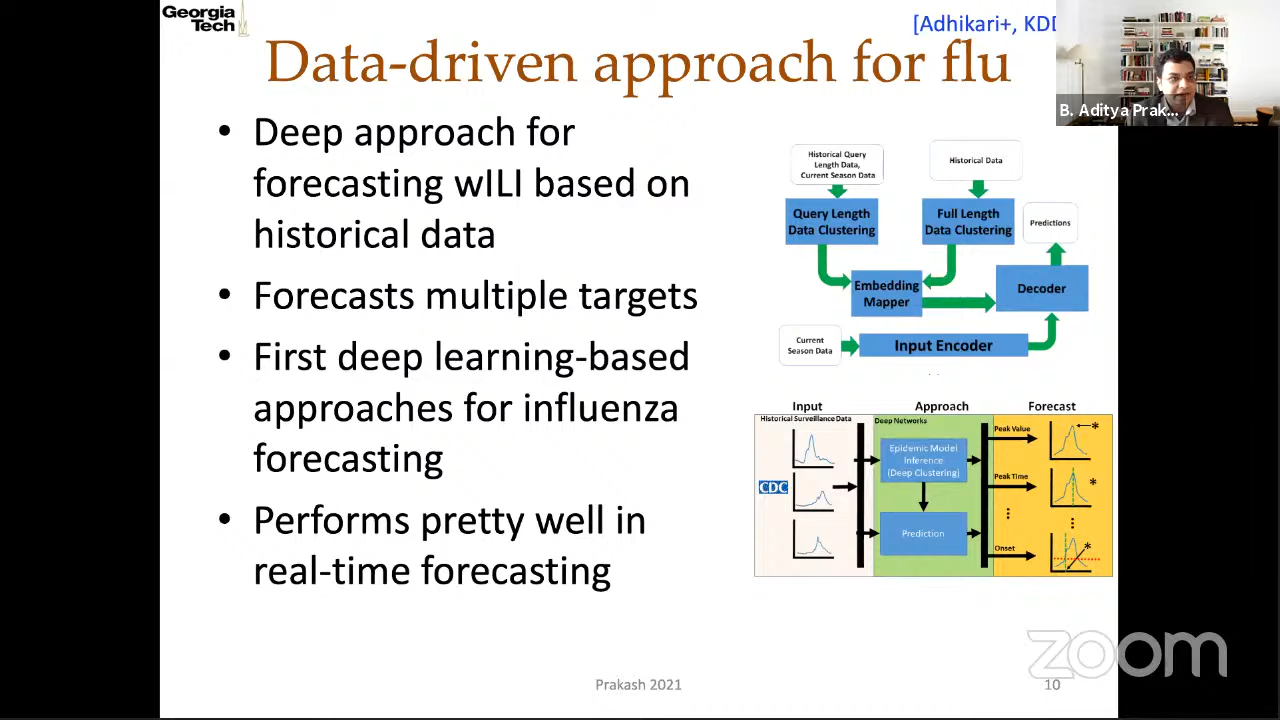 Georgia
Tech
[Adhikari+, KDD
Data-driven approach for flu
B. Aditya Prak...
• Deep approach for
forecasting wILI based on
historical data
• Forecasts multiple targets
• First deep learning-based
approaches for influenza
forecasting
• Performs pretty well in
real-time forecasting
Historical Query
Length Data,
Current Season Data
Historical Data
Query Length
Data Clustering
Full Length
Data Clustering
Predictions
Embedding
Mapper
Decoder
Current
Season Data
Input Encoder
Input
Approach
Forecast
Historical Surveillance Data
Deep Networks
CDC
Epidemic Model
Inference
(Deep Clustering)
Prediction
Peak Value
*
Peak Time
*
Onset
*
zoom
Prakash 2021
10